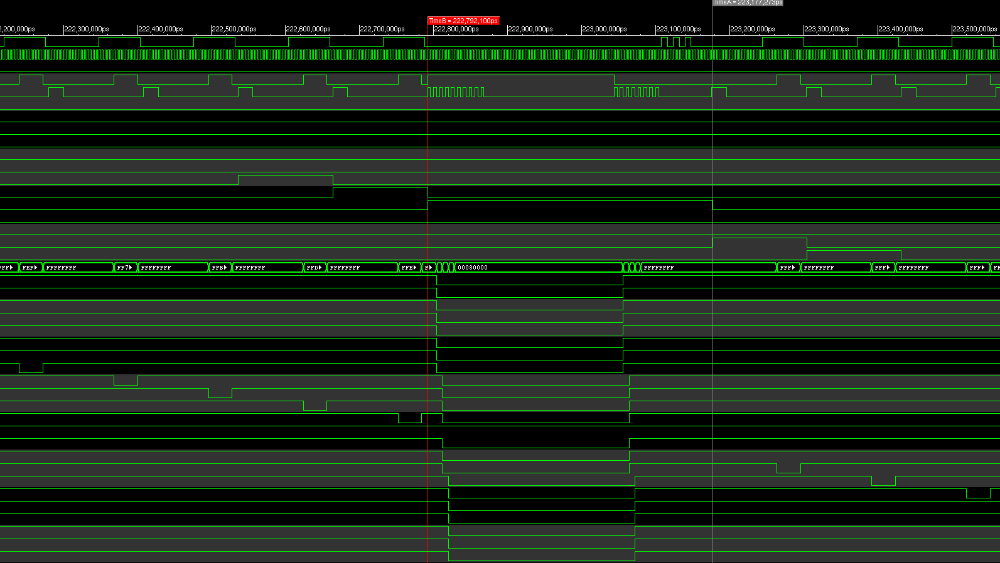 TimeA = 223,177,273ps
TimeB = 222,792,100ps
2,200,000ps 222,300,000ps 222,400,000ps 222,500,000ps 222,600,000ps 222,700,000ps 222,800,000ps 222,900,000ps 223,000,000ps 223,100,000ps 223,200,000ps 223,300,000ps 223,400,000ps 223,500,000ps
FFF FEF FFFFFFFF FF7 FFFFFFFF FFB FFFFFFFF FFD FFFFFFFF FFE F 00080000 FFFFFFFF FFF FFFFFFFF FFF FFFFFFFF FFF FF